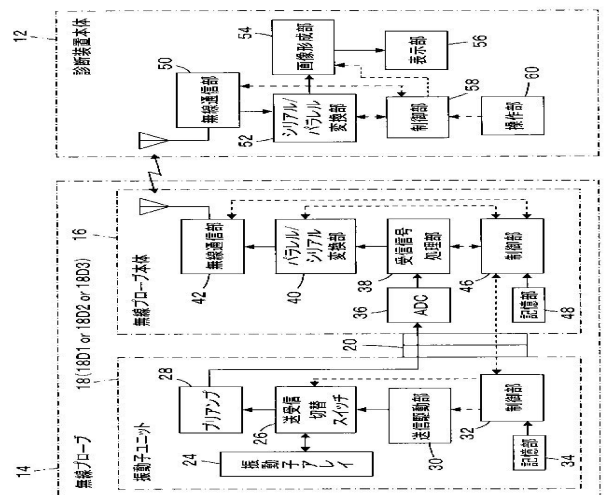 14
無線プローブ
18(18D1 or 18D2 or 18D3)
振動子ユニット
24
振動子アレイ
26
送受信
切替
スイッチ
28
プリアンプ
30
送信駆動部
32
制御部
34
記憶部
20
16
無線プローブ本体
36
ADC
38
受信信号
処理部
40
パラレル/
シリアル
変換部
42
無線通信部
46
制御部
48
記憶部
12
診断装置本体
50
無線通信部
52
シリアル/
パラレル
変換部
54
画像形成部
56
表示部
58
制御部
60
操作部